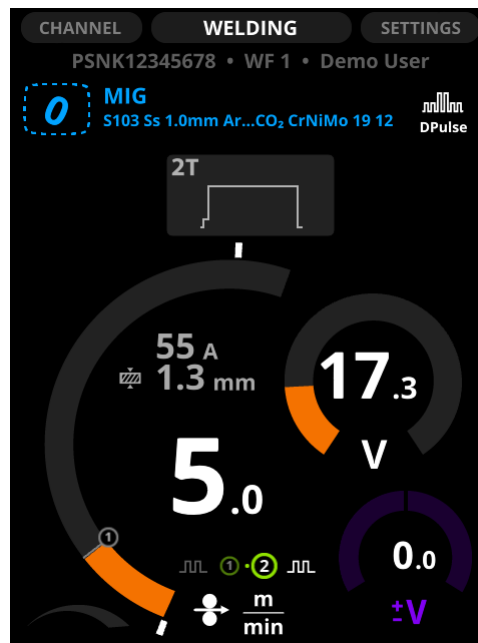 CHANNEL WELDING SETTINGS
PSNK12345678 • WF 1 • Demo User
0 MIG
S103 Ss 1.0mm Ar...CO₂ CrNiMo 19 12
DPulse
2T
55 A
1.3 mm
17.3
V
5.0
1
1 2
m
min
0.0
±V